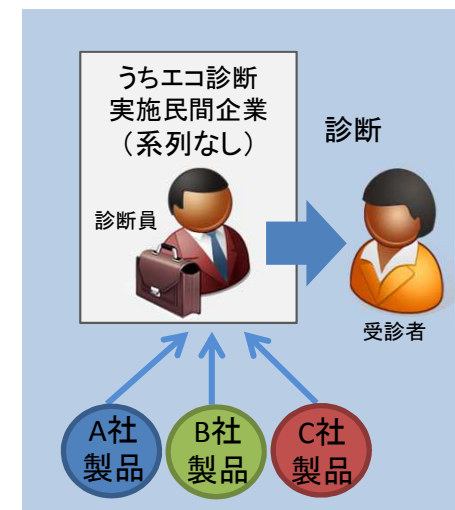 うちエコ診断
実施民間企業
（系列なし）
診断
診断員
受診者
A社
製品
B社
製品
C社
製品